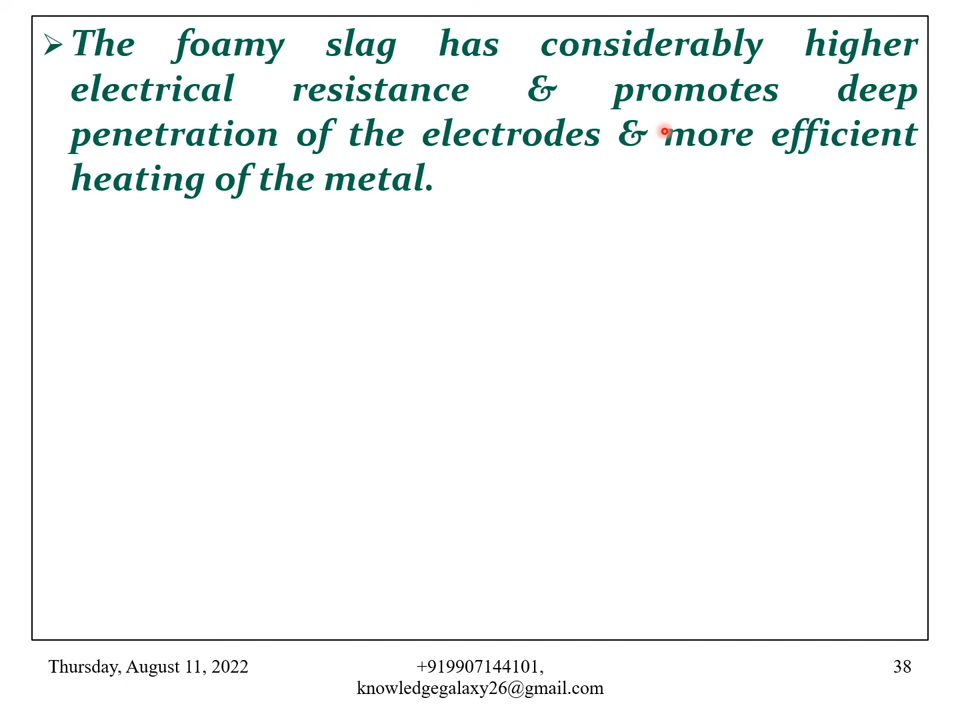 ➢ The foamy slag has considerably higher
electrical resistance & promotes deep
penetration of the electrodes & more efficient
heating of the metal.
Thursday, August 11, 2022
+919907144101,
knowledgegalaxy26@gmail.com
38